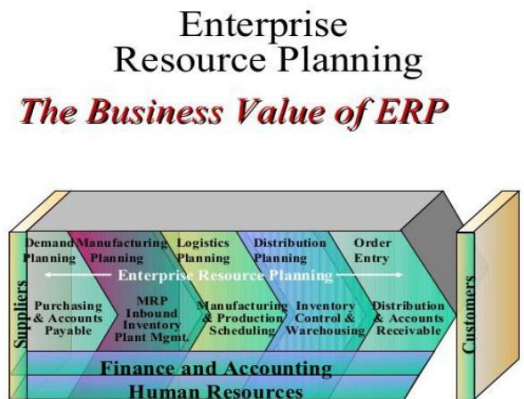 Enterprise
Resource Planning
The Business Value of ERP
Demand
Planning
Manufacturing
Planning
Logistics
Planning
Distribution
Planning
Order
Entry
Enterprise Resource Planning
Suppliers
Purchasing
& Accounts
Payable
MRP
Inbound
Inventory
Plant Mgmt.
Manufacturing
& Production
Scheduling
Inventory
Control &
Warehousing
Distribution
& Accounts
Receivable
Customers
Finance and Accounting
Human Resources